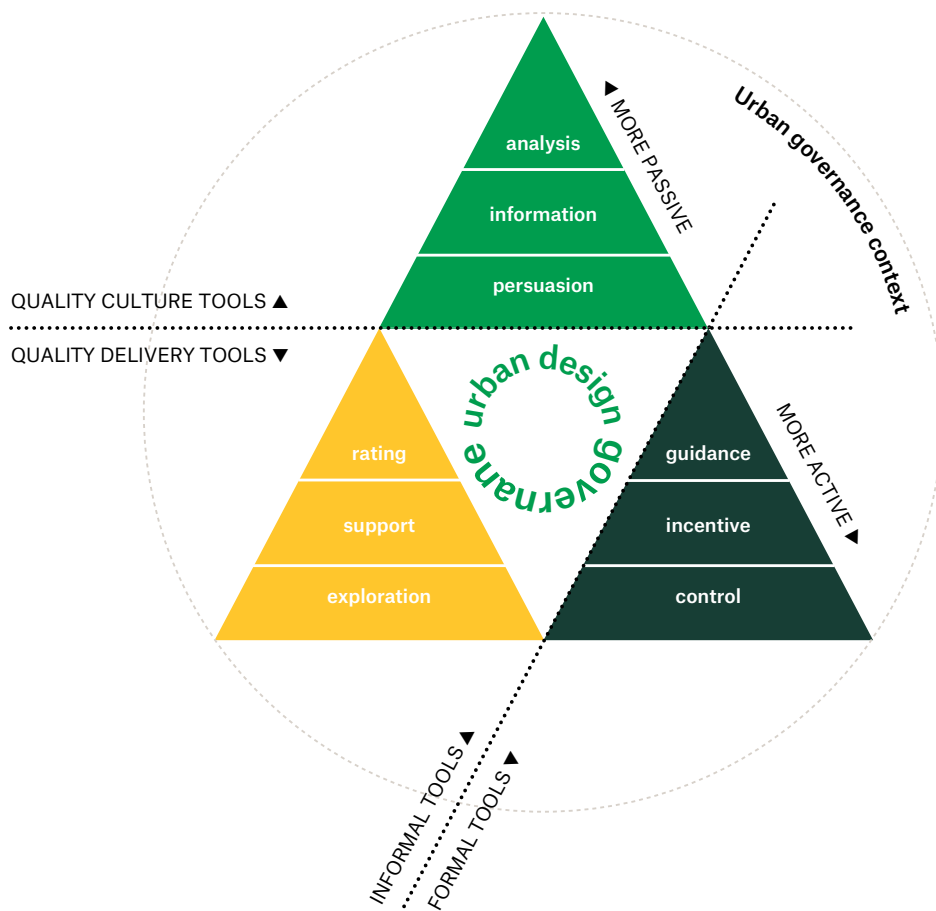 analysis
information
persuasion
▲ MORE PASSIVE
Urban governance context
QUALITY CULTURE TOOLS ▲
QUALITY DELIVERY TOOLS ▼
urban design governane
rating
support
exploration
guidance
incentive
control
MORE ACTIVE ▼
INFORMAL TOOLS ▲
FORMAL TOOLS ▼